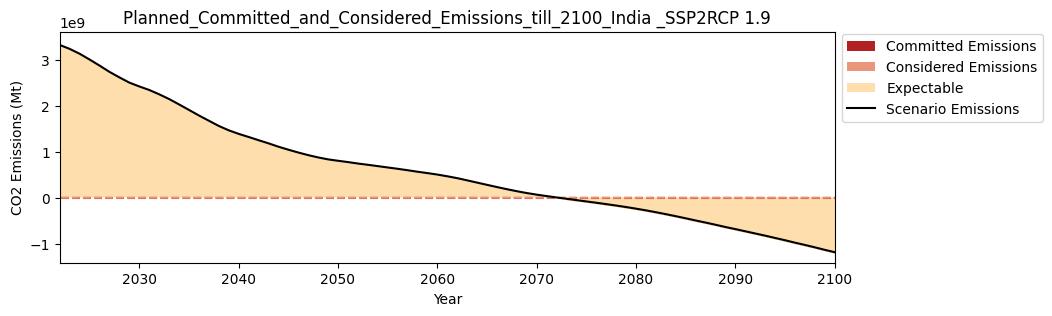 Planned_Committed_and_Considered_Emissions_till_2100_India _SSP2RCP 1.9
1e9
Committed Emissions
Considered Emissions
Expectable
Scenario Emissions
CO2 Emissions (Mt)
3
2
1
0
−1
2030 2040 2050 2060 2070 2080 2090 2100
Year